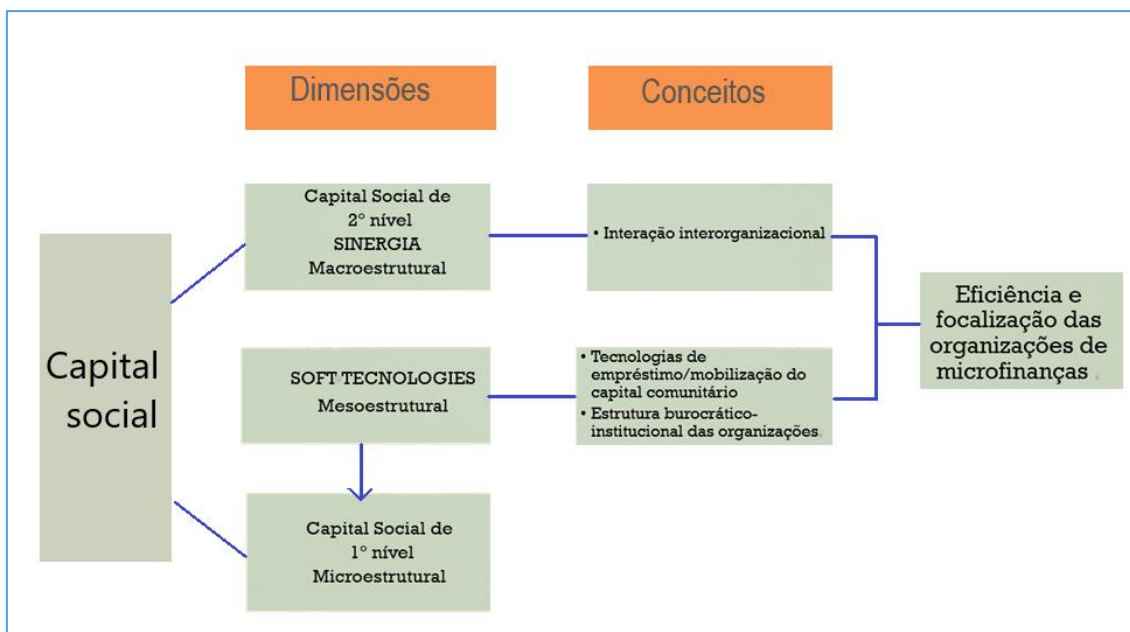 Dimensões
Conceitos
Capital
social
Capital Social de
2º nível
SINERGIA
Macroestrutural
• Interação interorganizacional
SOFT TECNOLOGIES
Mesoestrutural
• Tecnologias de
empréstimo/mobilização do
capital comunitário
• Estrutura burocrático-
institucional das organizações.
Capital Social de
1º nível
Microestrutural
Eficiência e
focalização das
organizações de
microfinanças .